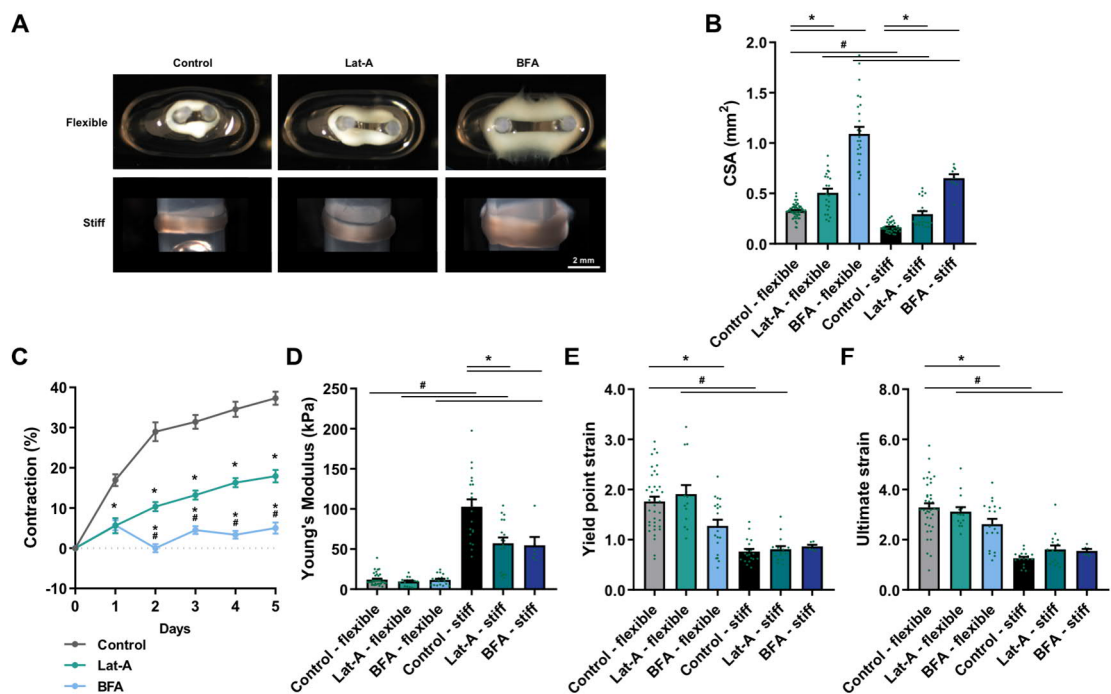 A
Control
Lat-A
BFA
Flexible
Stiff
2 mm
B
*
*
#
CSA (mm²)
2.0
1.5
1.0
0.5
0.0
Control - flexible
Lat-A - flexible
BFA - flexible
Control - stiff
Lat-A - stiff
BFA - stiff
C
Contraction (%)
40
30
20
10
0
-10
* * * * *
* * * *
# # # #
0 1 2 3 4 5
Days
Control
Lat-A
BFA
D
*
#
Young's Modulus (kPa)
250
200
150
100
50
0
Control - flexible
Lat-A - flexible
BFA - flexible
Control - stiff
Lat-A - stiff
BFA - stiff
E
*
#
Yield point strain
4.0
3.0
2.0
1.0
0.0
Control - flexible
Lat-A - flexible
BFA - flexible
Control - stiff
Lat-A - stiff
BFA - stiff
F
*
#
Ultimate strain
8.0
6.0
4.0
2.0
0.0
Control - flexible
Lat-A - flexible
BFA - flexible
Control - stiff
Lat-A - stiff
BFA - stiff